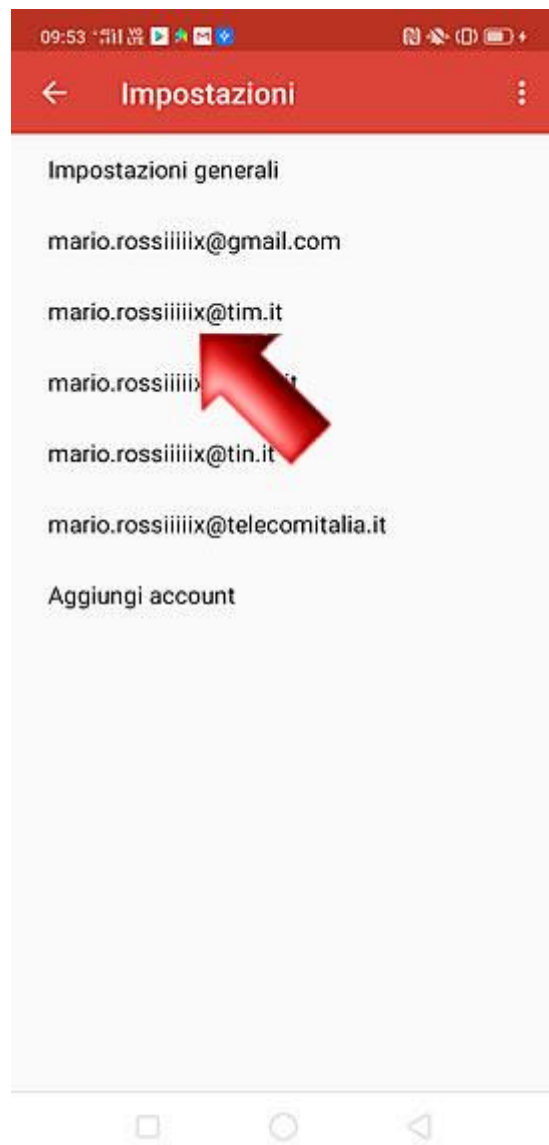 09:53
Impostazioni
Impostazioni generali
mario.rossiiiiix@gmail.com
mario.rossiiiiix@tim.it
mario.rossiiiiix@tin.it
mario.rossiiiiix@telecomitalia.it
Aggiungi account